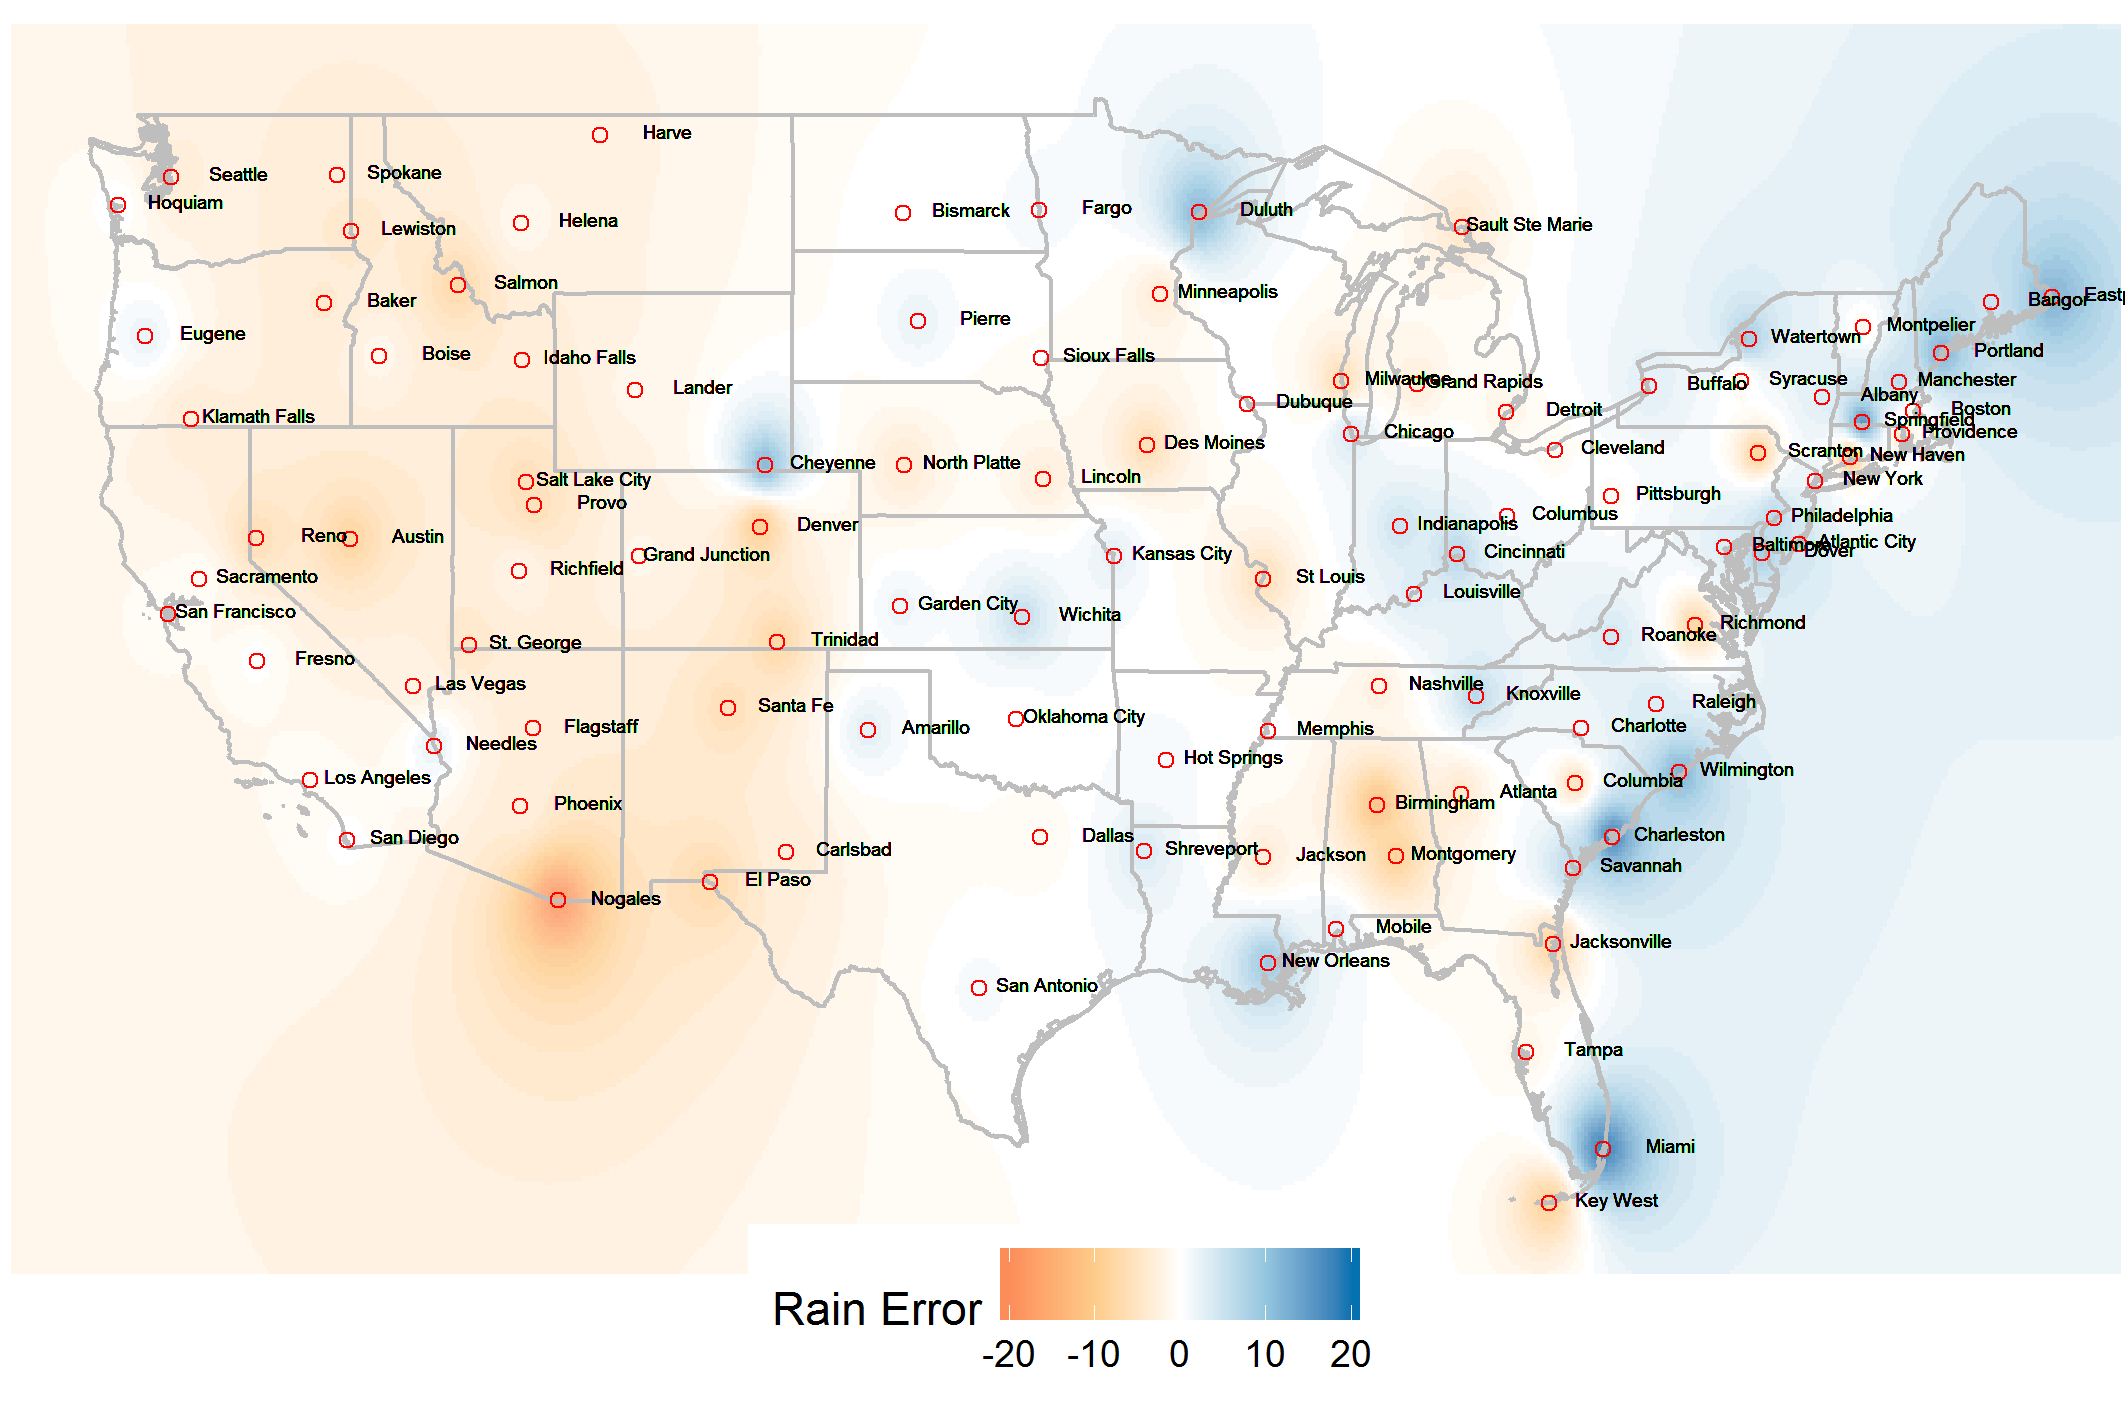 Harve
Seattle
Spokane
Hoquiam
Bismarck
Fargo
Duluth
Helena
Lewiston
Sault Ste Marie
Salmon
Minneapolis
Baker
Bangor
Eastp
Pierre
Eugene
Montpelier
Watertown
Portland
Boise
Idaho Falls
Sioux Falls
Lander
Milwaukee
Grand Rapids
Buffalo
Syracuse
Manchester
Albany
Klamath Falls
Dubuque
Detroit
Boston
Springfield
Chicago
Providence
Des Moines
Cleveland
Scranton
New Haven
Cheyenne
North Platte
Salt Lake City
Lincoln
New York
Provo
Pittsburgh
Denver
Indianapolis
Columbus
Philadelphia
Reno
Austin
Baltimore
Atlantic City
Dover
Grand Junction
Kansas City
Cincinnati
Richfield
Sacramento
St Louis
Louisville
San Francisco
Garden City
Wichita
Richmond
Roanoke
St. George
Trinidad
Fresno
Las Vegas
Nashville
Knoxville
Raleigh
Santa Fe
Flagstaff
Amarillo
Oklahoma City
Memphis
Charlotte
Needles
Hot Springs
Wilmington
Los Angeles
Columbia
Phoenix
Birmingham
Atlanta
San Diego
Dallas
Charleston
Carlsbad
Shreveport
Jackson
Montgomery
Savannah
El Paso
Nogales
Mobile
Jacksonville
New Orleans
San Antonio
Tampa
Miami
Key West
Rain Error
-20 -10 0 10 20